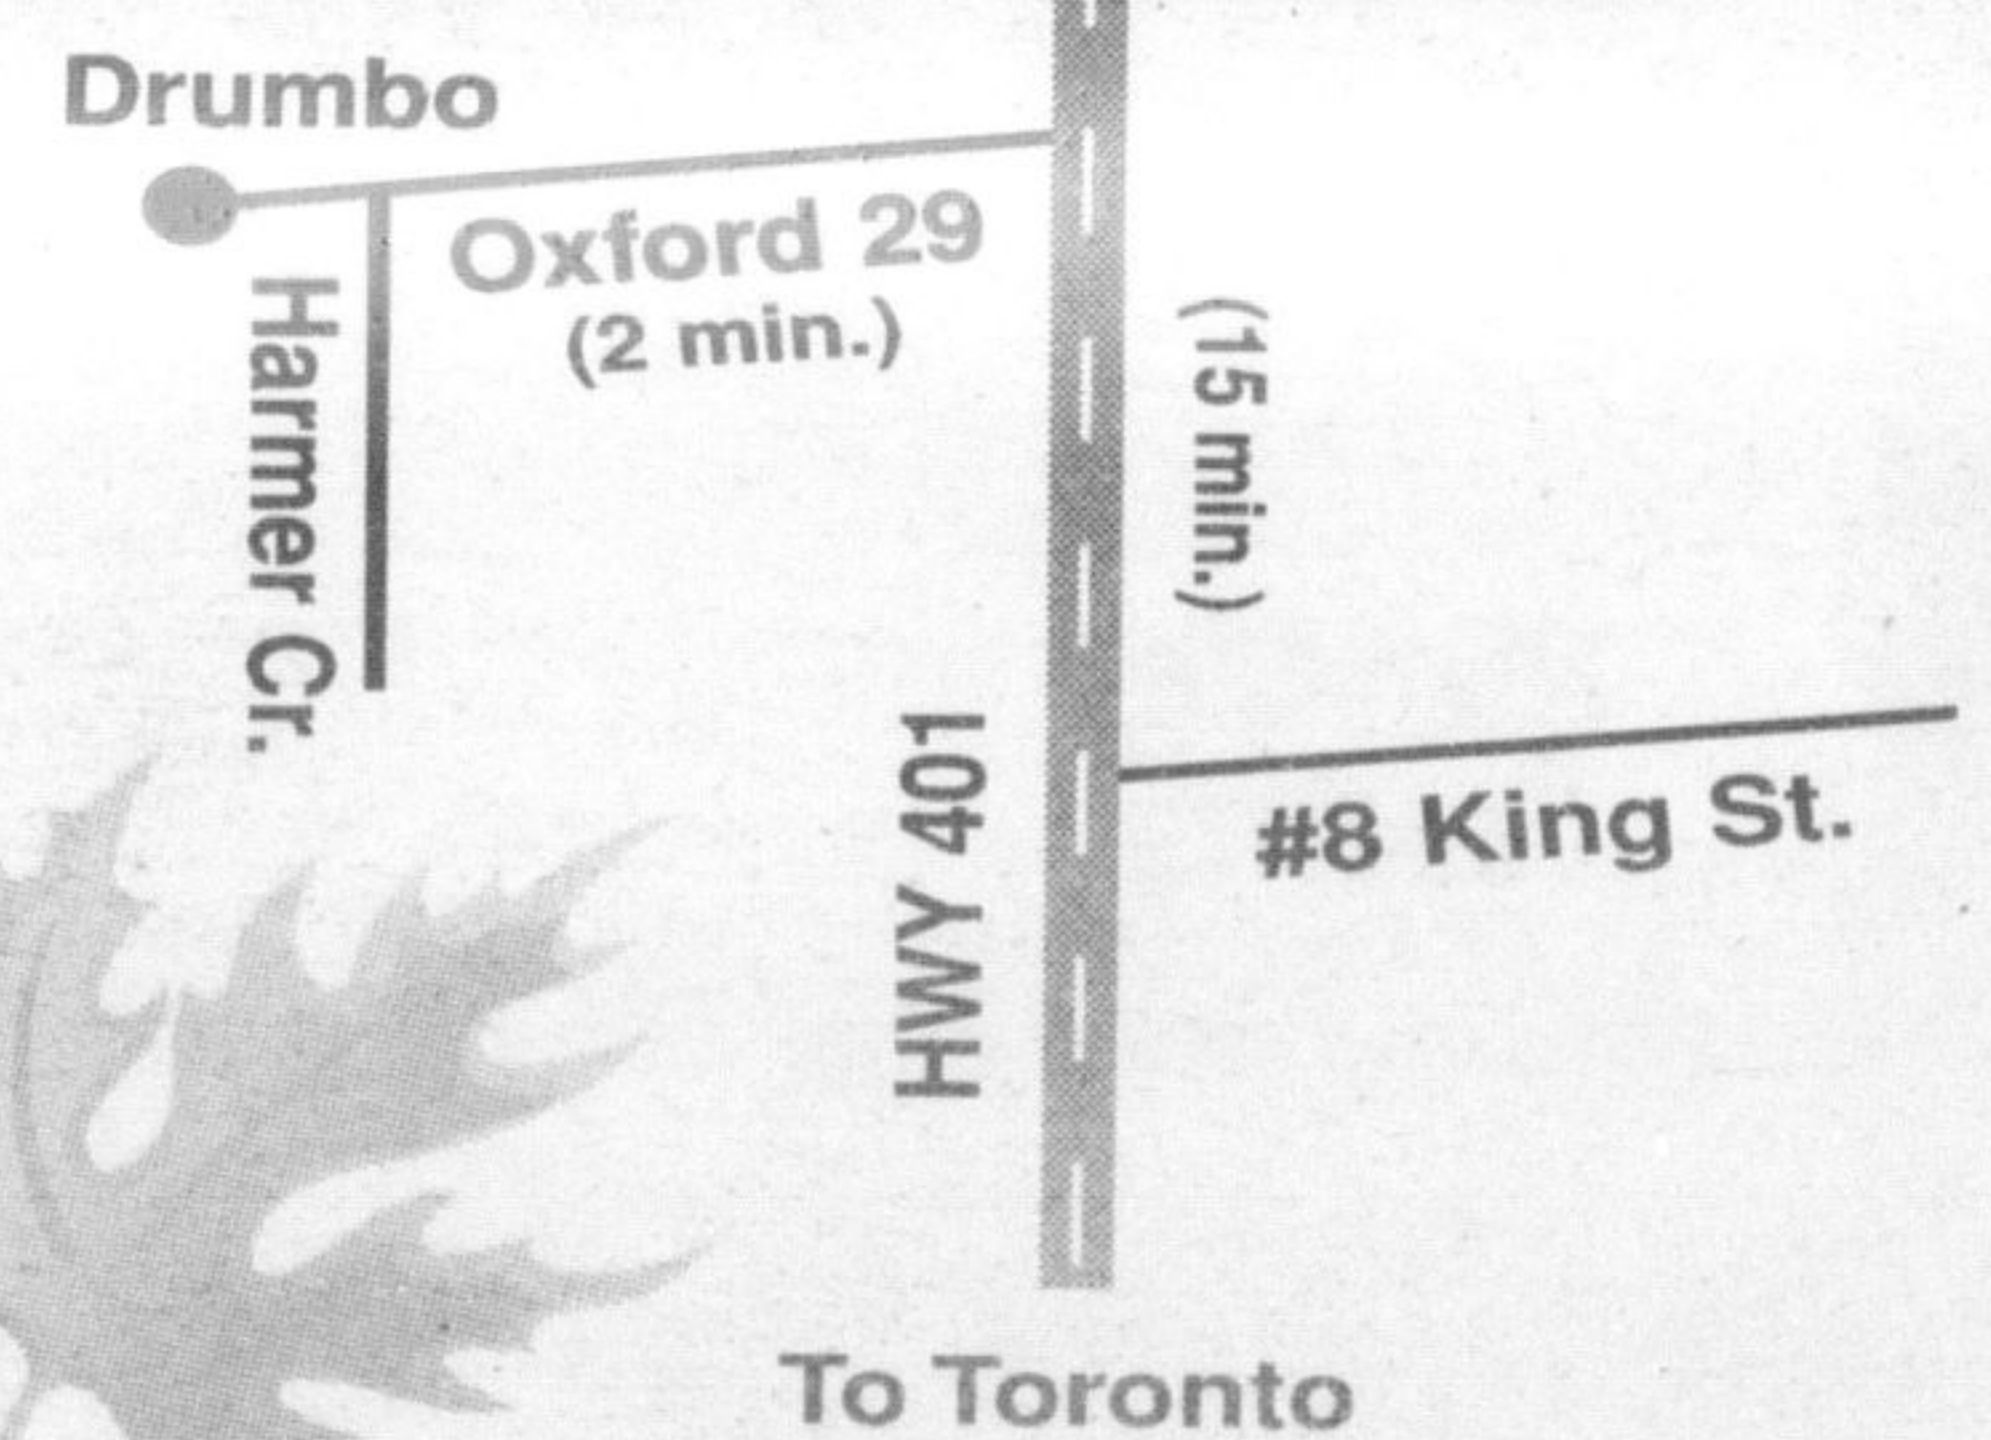 Drumbo
Oxford 29
(2 min.)
Harmer Cr.
(15 min.)
HWY 401
#8 King St.
To Toronto